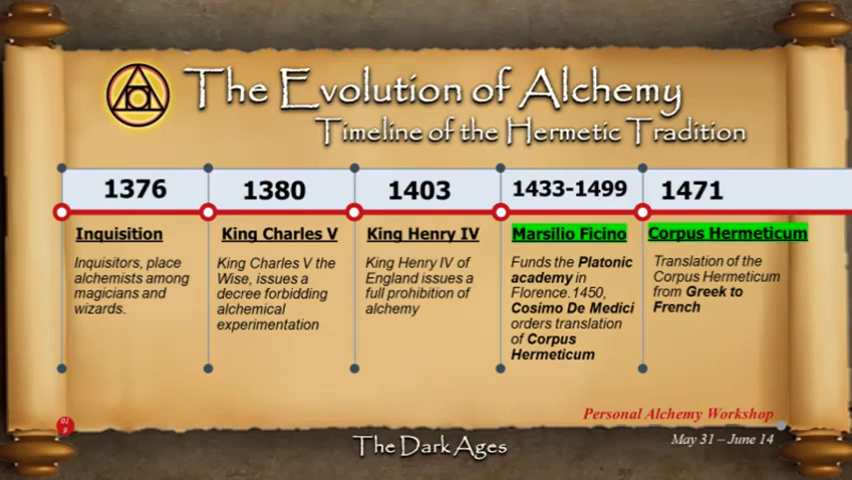 The Evolution of Alchemy
Timeline of the Hermetic Tradition
1376
Inquisition
Inquisitors, place
alchemists among
magicians and
wizards.
1380
King Charles V
King Charles V the
Wise, issues a
decree forbidding
alchemical
experimentation
1403
King Henry IV
King Henry IV of
England issues a
full prohibition of
alchemy
1433-1499
Marsilio Ficino
Funds the Platonic
academy in
Florence.1450,
Cosimo De Medici
orders translation
of Corpus
Hermeticum
1471
Corpus Hermeticum
Translation of the
Corpus Hermeticum
from Greek to
French
Personal Alchemy Workshop
May 31 – June 14
01
9
The Dark Ages